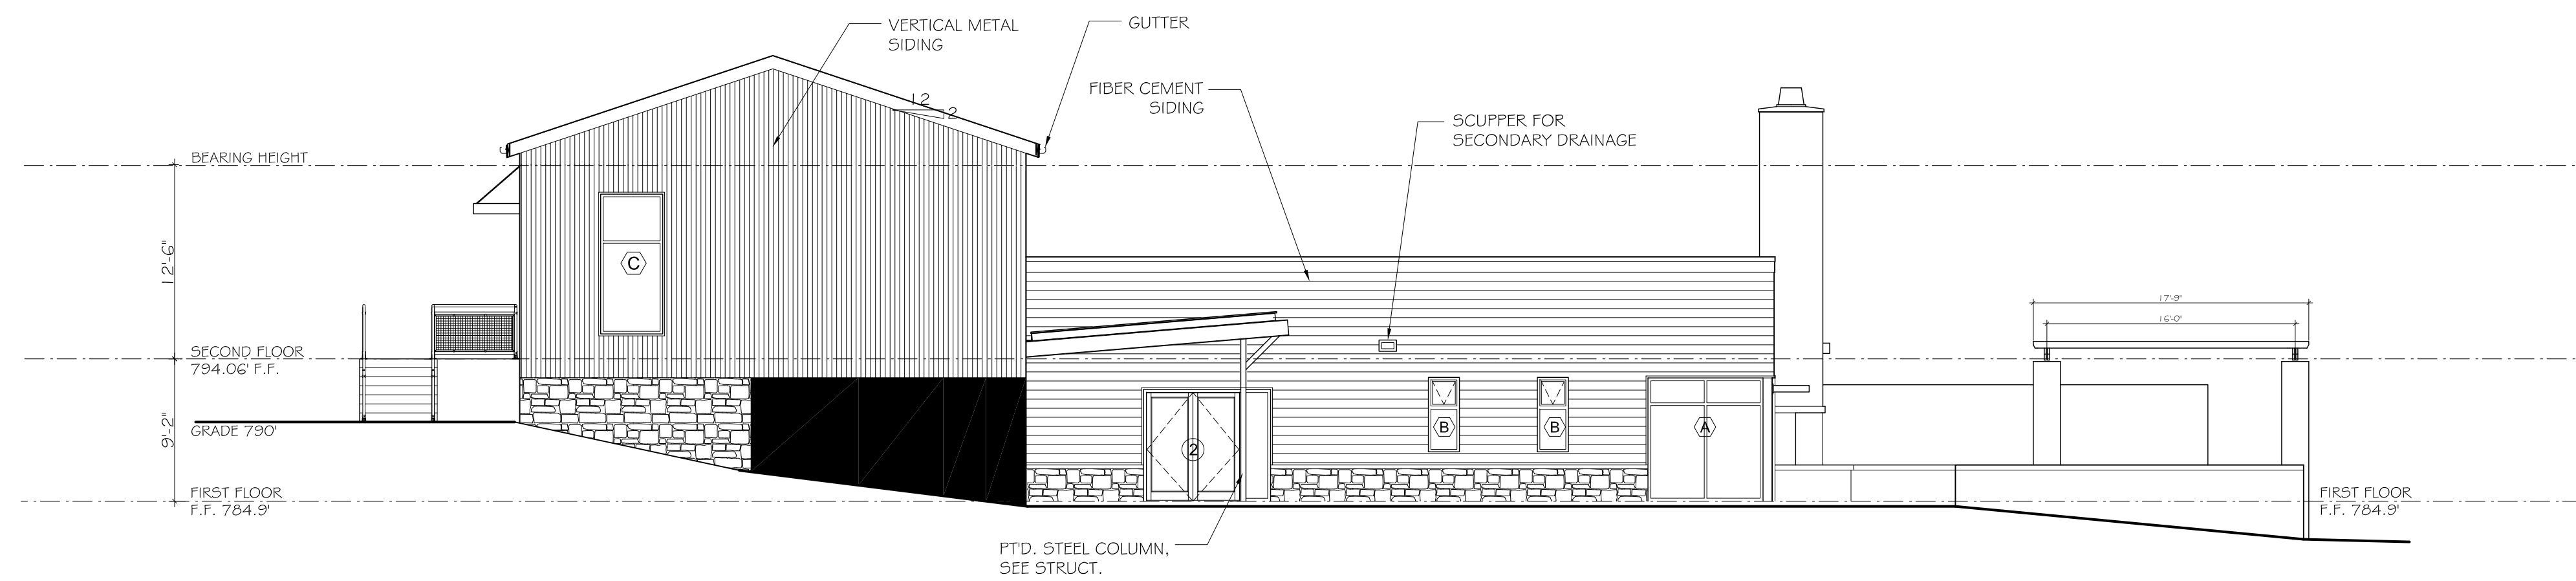 VERTICAL METAL
SIDING
GUTTER
FIBER CEMENT
SIDING
12
2
SCUPPER FOR
SECONDARY DRAINAGE
BEARING HEIGHT
12'-6"
C
17'-9"
16'-0"
SECOND FLOOR
794.06' F.F.
9'-2"
GRADE 790'
2
B
B
A
FIRST FLOOR
F.F. 784.9'
FIRST FLOOR
F.F. 784.9'
PT'D. STEEL COLUMN,
SEE STRUCT.